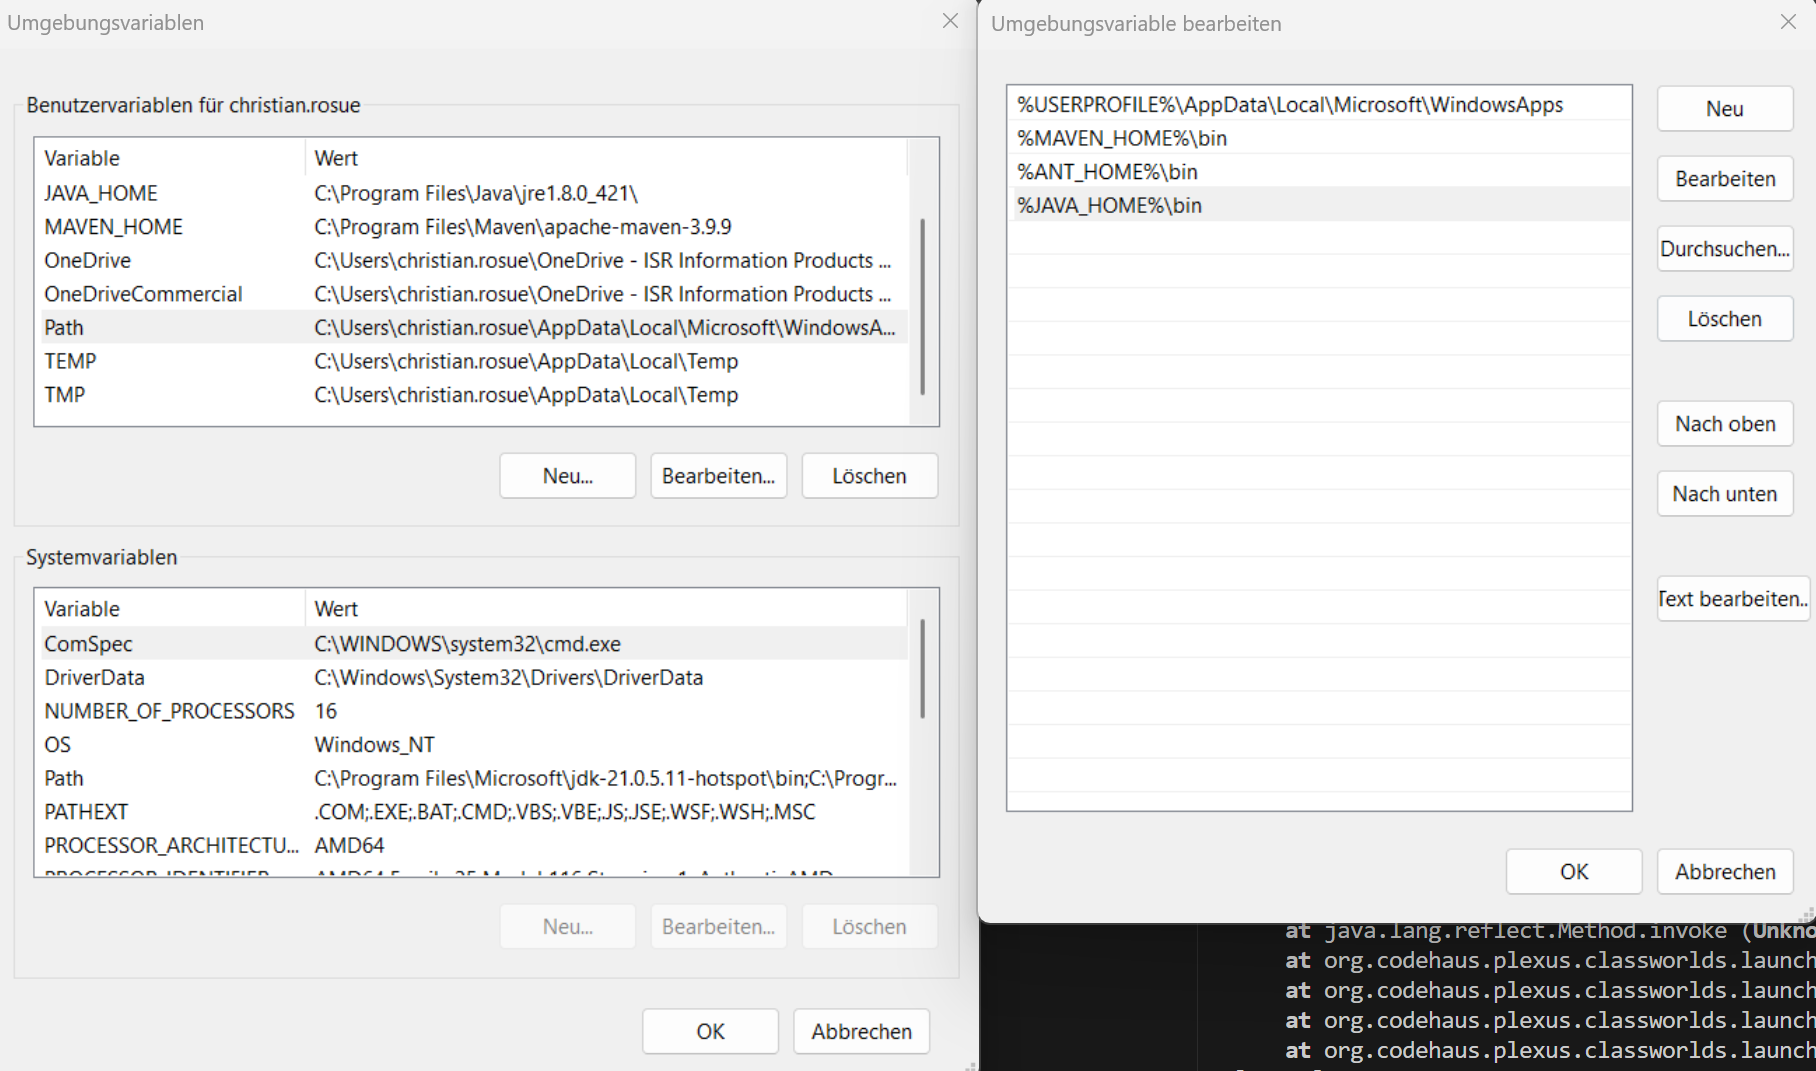 Umgebungsvariablen
Benutzervariablen für christian.rosue
Variable Wert
JAVA_HOME C:\Program Files\Java\jre1.8.0_421\
MAVEN_HOME C:\Program Files\Maven\apache-maven-3.9.9
OneDrive C:\Users\christian.rosue\OneDrive - ISR Information Products ...
OneDriveCommercial C:\Users\christian.rosue\OneDrive - ISR Information Products ...
Path C:\Users\christian.rosue\AppData\Local\Microsoft\WindowsA...
TEMP C:\Users\christian.rosue\AppData\Local\Temp
TMP C:\Users\christian.rosue\AppData\Local\Temp
Neu... Bearbeiten... Löschen
Systemvariablen
Variable Wert
ComSpec C:\WINDOWS\system32\cmd.exe
DriverData C:\Windows\System32\Drivers\DriverData
NUMBER_OF_PROCESSORS 16
OS Windows_NT
Path C:\Program Files\Microsoft\jdk-21.0.5.11-hotspot\bin;C:\Progr...
PATHEXT .COM;.EXE;.BAT;.CMD;.VBS;.VBE;.JS;.JSE;.WSF;.WSH;.MSC
PROCESSOR_ARCHITECTU... AMD64
Neu... Bearbeiten... Löschen
OK Abbrechen
Umgebungsvariable bearbeiten
%USERPROFILE%\AppData\Local\Microsoft\WindowsApps
%MAVEN_HOME%\bin
%ANT_HOME%\bin
%JAVA_HOME%\bin
Neu
Bearbeiten
Durchsuchen...
Löschen
Nach oben
Nach unten
Text bearbeiten..
OK Abbrechen
at java.lang.reflect.Method.invoke (Unkno
at org.codehaus.plexus.classworlds.launch
at org.codehaus.plexus.classworlds.launch
at org.codehaus.plexus.classworlds.launch
at org.codehaus.plexus.classworlds.launch